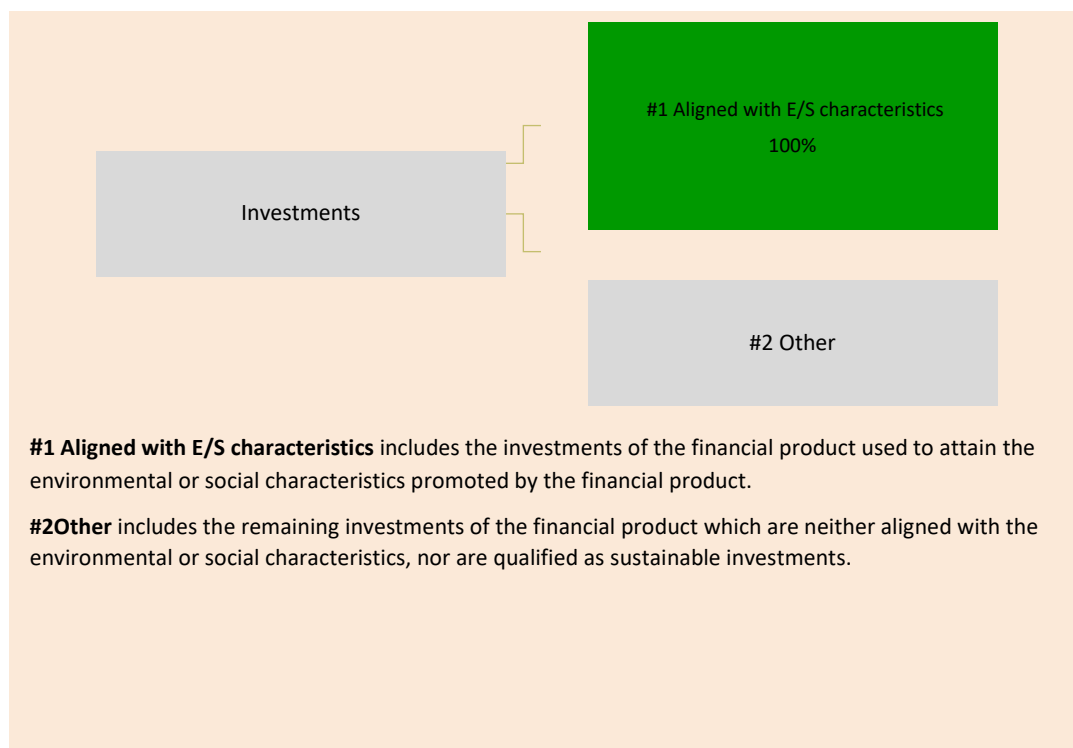 #1 Aligned with E/S characteristics
100%
Investments
#2 Other
#1 Aligned with E/S characteristics includes the investments of the financial product used to attain the
environmental or social characteristics promoted by the financial product.
#2Other includes the remaining investments of the financial product which are neither aligned with the
environmental or social characteristics, nor are qualified as sustainable investments.